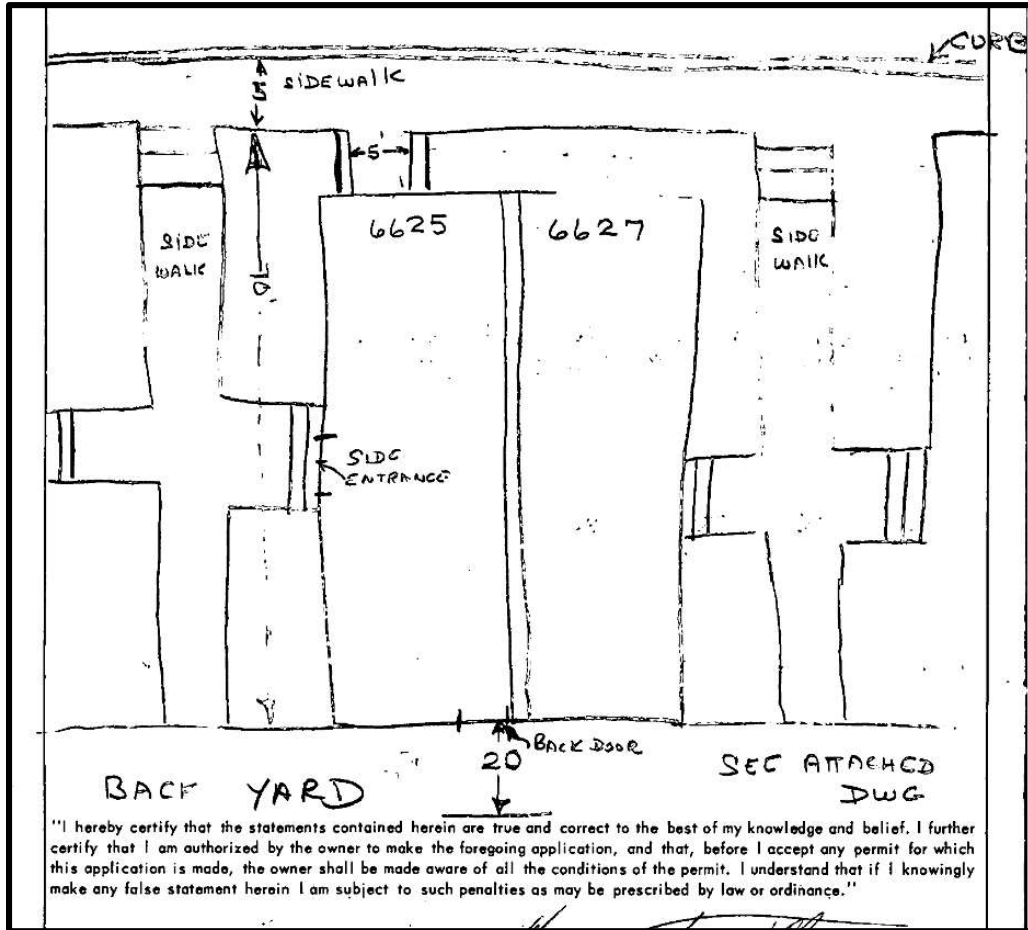 CURB
SIDEWALK
5
5'
6625
6627
SIDE
WALK
SIDE
WALK
SIDE
ENTRANCE
BACK DOOR
20
BACK YARD
SEE ATTACHED
DWG
"I hereby certify that the statements contained herein are true and correct to the best of my knowledge and belief. I further
certify that I am authorized by the owner to make the foregoing application, and that, before I accept any permit for which
this application is made, the owner shall be made aware of all the conditions of the permit. I understand that if I knowingly
make any false statement herein I am subject to such penalties as may be prescribed by law or ordinance."